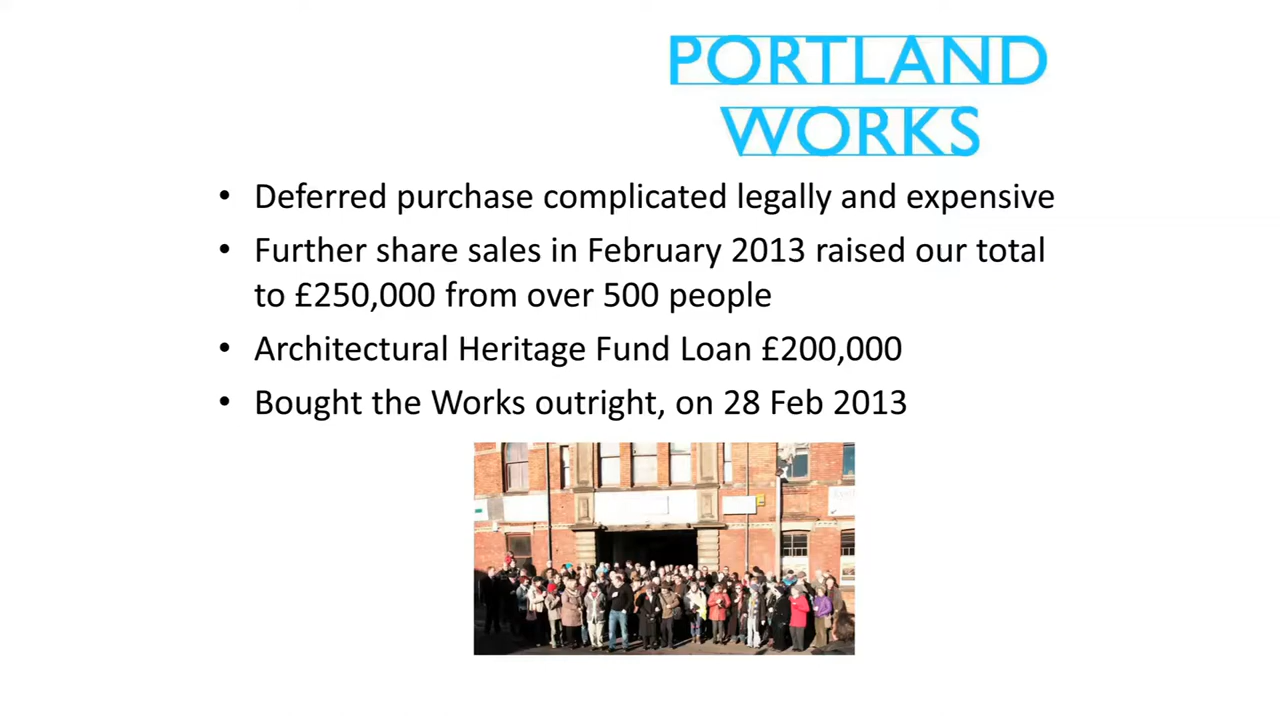 PORTLAND
WORKS
• Deferred purchase complicated legally and expensive
• Further share sales in February 2013 raised our total
to £250,000 from over 500 people
• Architectural Heritage Fund Loan £200,000
• Bought the Works outright, on 28 Feb 2013